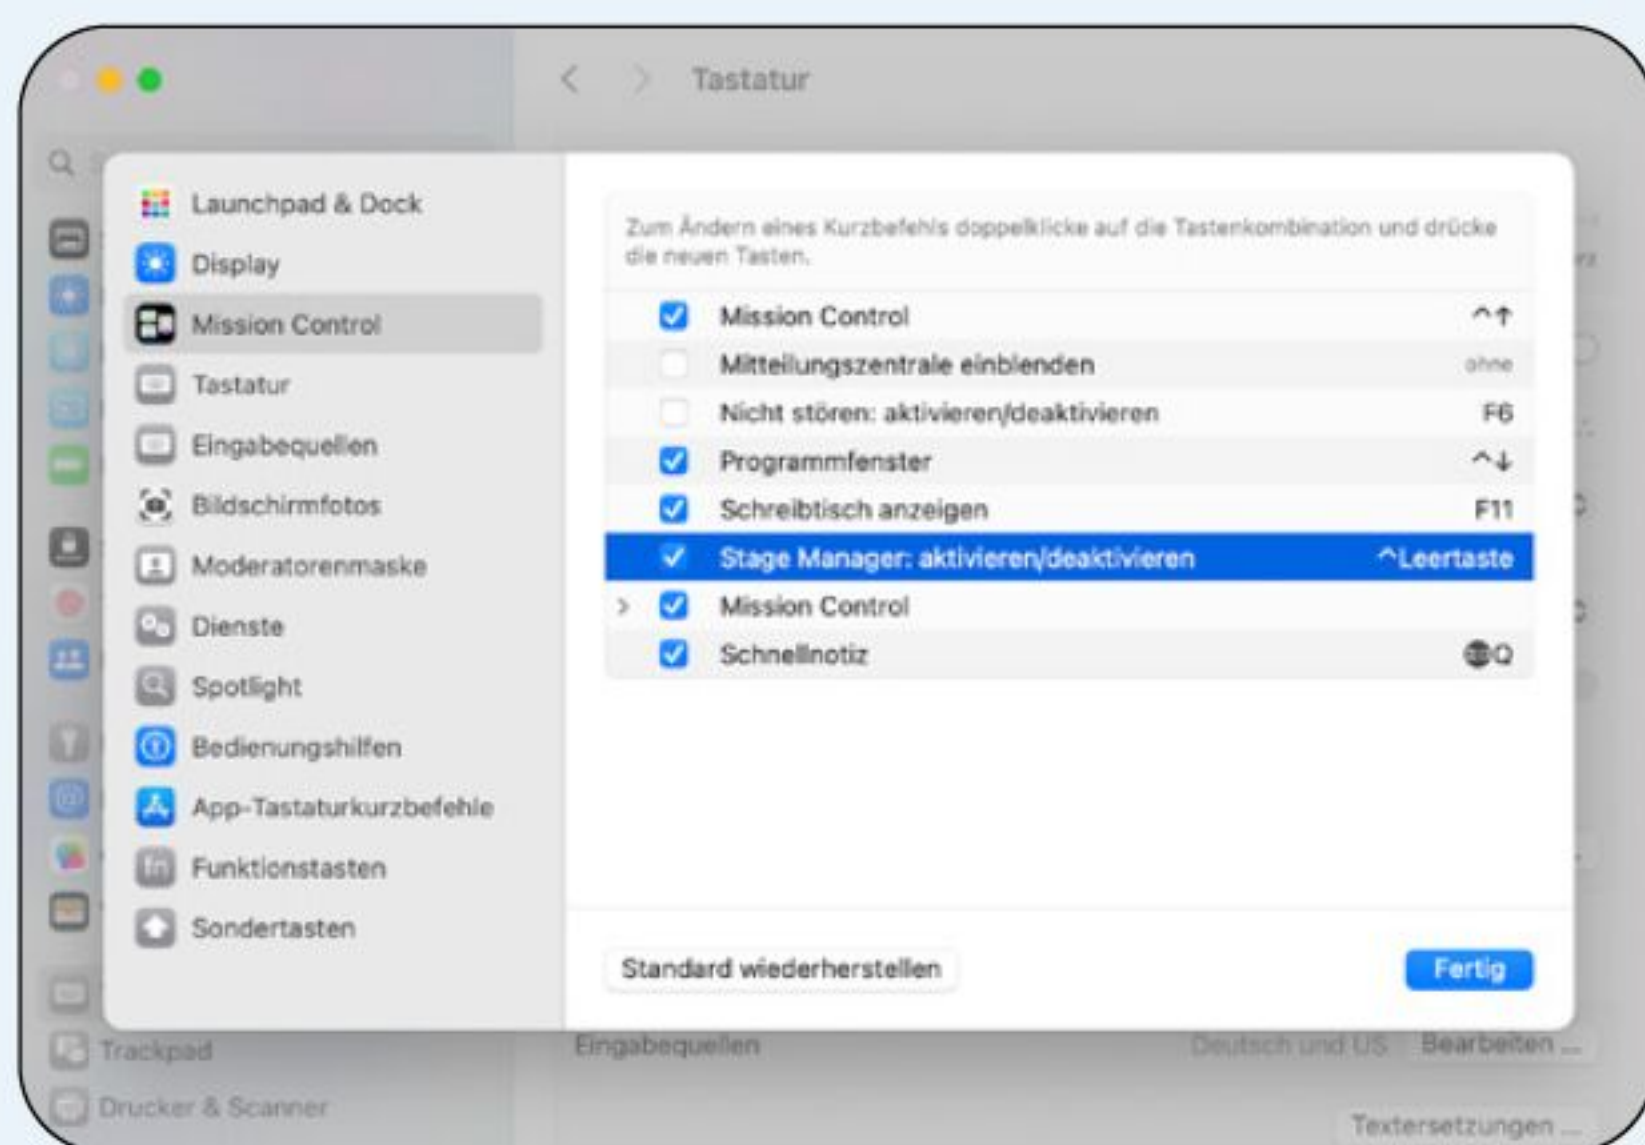 Tastatur
Launchpad & Dock
Display
Mission Control
Tastatur
Eingabequellen
Bildschirmfotos
Moderatorenmaske
Dienste
Spotlight
Bedienungshilfen
App-Tastaturkurzbefehle
Funktionstasten
Sondertasten
Zum Ändern eines Kurzbefehls doppelklicke auf die Tastenkombination und drücke
die neuen Tasten.
Mission Control ^↑
Mitteilungszentrale einblenden ohne
Nicht stören: aktivieren/deaktivieren F6
Programmfenster ^↓
Schreibtisch anzeigen F11
Stage Manager: aktivieren/deaktivieren ^Leertaste
Mission Control
Schnellnotiz Q
Standard wiederherstellen Fertig
Trackpad
Drucker & Scanner
Eingabequellen Deutsch und US Bearbeiten ...
Textersetzungen ...